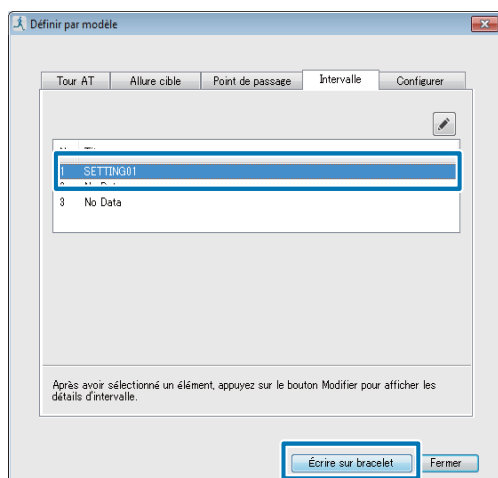 Définir par modèle
Tour AT Allure cible Point de passage Intervalle Configurer
1 SETTING01
3 No Data
Après avoir sélectionné un élément, appuyez sur le bouton Modifier pour afficher les
détails d'intervalle.
Écrire sur bracelet Fermer